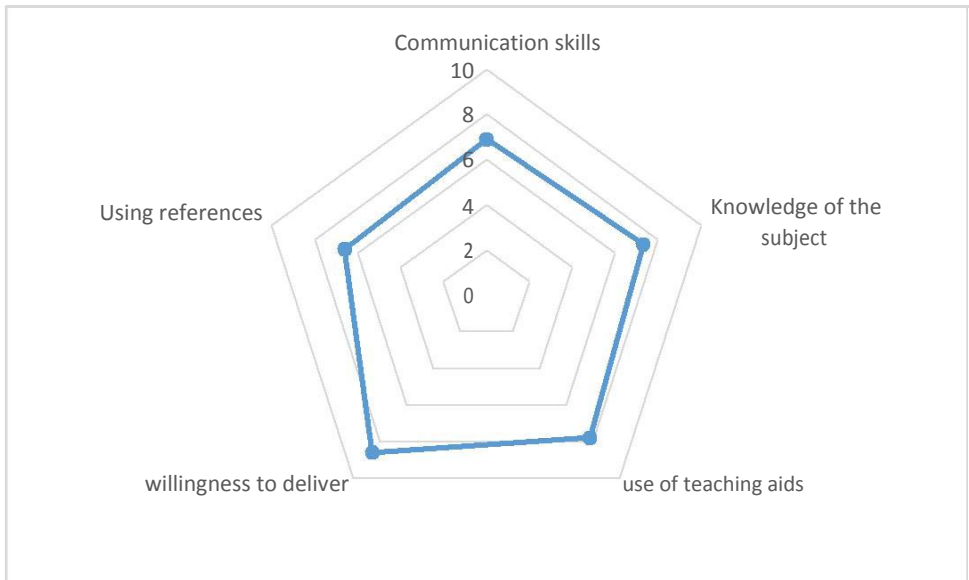 Communication skills
10
8
6
4
2
0
Using references
Knowledge of the
subject
willingness to deliver
use of teaching aids